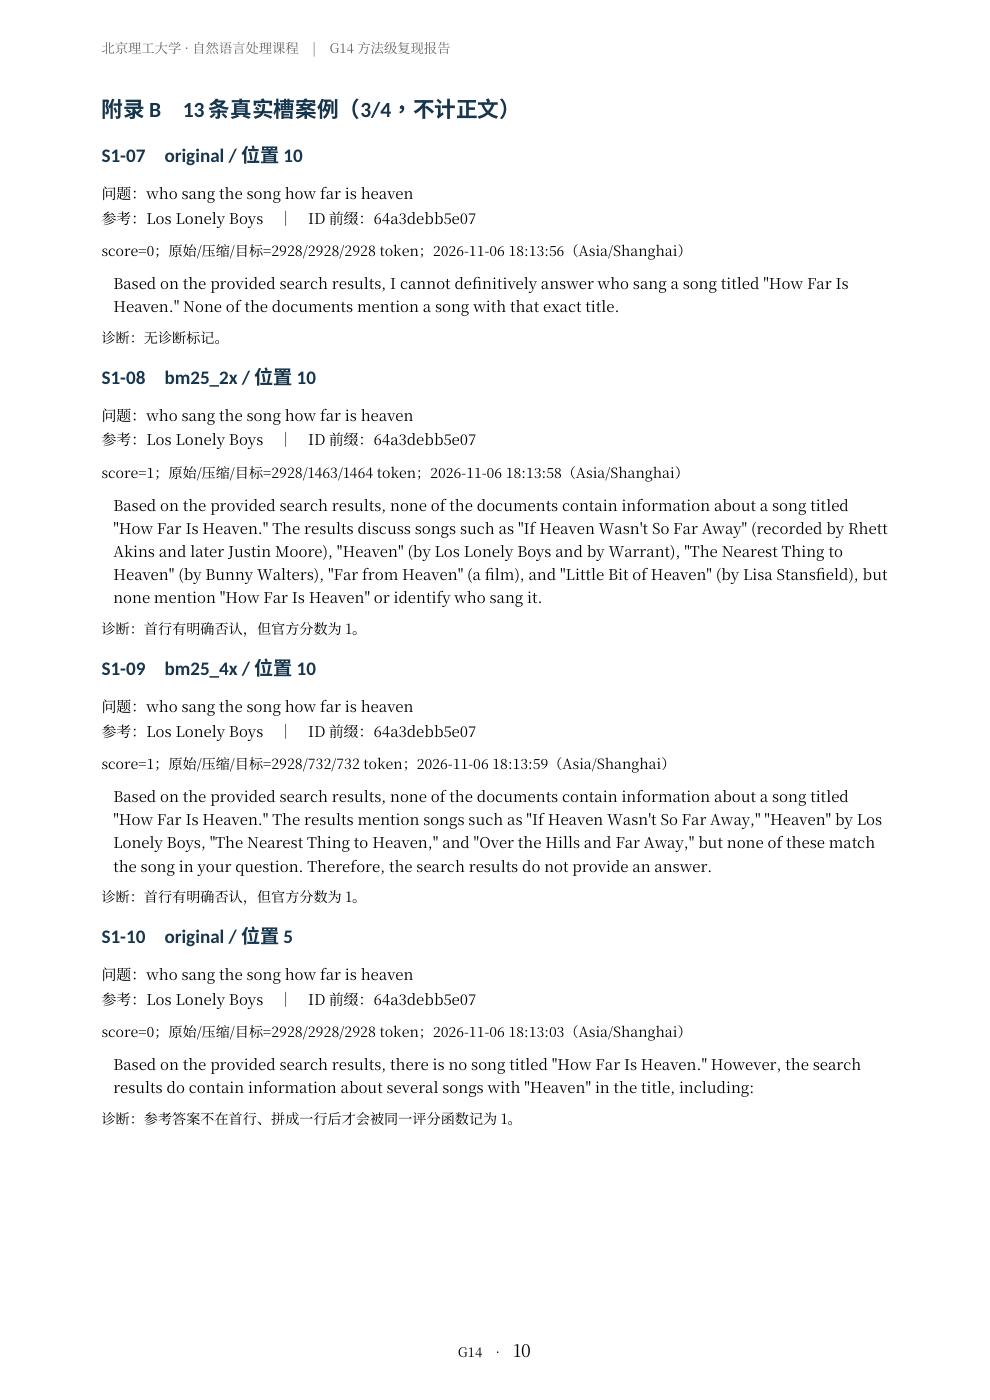 北京理工大学 · 自然语言处理课程 | G14 方法级复现报告
附录 B 13 条真实槽案例（3/4，不计正文）
S1-07 original / 位置 10
问题：who sang the song how far is heaven
参考：Los Lonely Boys | ID 前缀：64a3debb5e07
score=0；原始/压缩/目标=2928/2928/2928 token；2026-11-06 18:13:56（Asia/Shanghai）
Based on the provided search results, I cannot definitively answer who sang a song titled "How Far Is
Heaven." None of the documents mention a song with that exact title.
诊断：无诊断标记。
S1-08 bm25_2x / 位置 10
问题：who sang the song how far is heaven
参考：Los Lonely Boys | ID 前缀：64a3debb5e07
score=1；原始/压缩/目标=2928/1463/1464 token；2026-11-06 18:13:58（Asia/Shanghai）
Based on the provided search results, none of the documents contain information about a song titled
"How Far Is Heaven." The results discuss songs such as "If Heaven Wasn't So Far Away" (recorded by Rhett
Akins and later Justin Moore), "Heaven" (by Los Lonely Boys and by Warrant), "The Nearest Thing to
Heaven" (by Bunny Walters), "Far from Heaven" (a film), and "Little Bit of Heaven" (by Lisa Stansfield), but
none mention "How Far Is Heaven" or identify who sang it.
诊断：首行有明确否认，但官方分数为 1。
S1-09 bm25_4x / 位置 10
问题：who sang the song how far is heaven
参考：Los Lonely Boys | ID 前缀：64a3debb5e07
score=1；原始/压缩/目标=2928/732/732 token；2026-11-06 18:13:59（Asia/Shanghai）
Based on the provided search results, none of the documents contain information about a song titled
"How Far Is Heaven." The results mention songs such as "If Heaven Wasn't So Far Away," "Heaven" by Los
Lonely Boys, "The Nearest Thing to Heaven," and "Over the Hills and Far Away," but none of these match
the song in your question. Therefore, the search results do not provide an answer.
诊断：首行有明确否认，但官方分数为 1。
S1-10 original / 位置 5
问题：who sang the song how far is heaven
参考：Los Lonely Boys | ID 前缀：64a3debb5e07
score=0；原始/压缩/目标=2928/2928/2928 token；2026-11-06 18:13:03（Asia/Shanghai）
Based on the provided search results, there is no song titled "How Far Is Heaven." However, the search
results do contain information about several songs with "Heaven" in the title, including:
诊断：参考答案不在首行、拼成一行后才会被同一评分函数记为 1。
G14 · 10